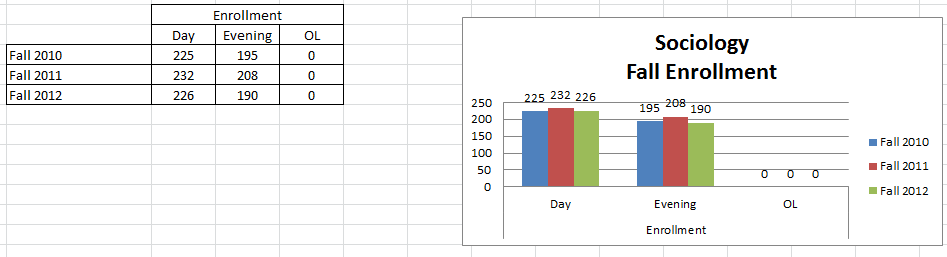 Enrollment
Day Evening OL
Fall 2010 225 195 0
Fall 2011 232 208 0
Fall 2012 226 190 0
Sociology
Fall Enrollment
250
200
150
100
50
0
225 232 226
195 208 190
0 0 0
Day Evening OL
Enrollment
Fall 2010
Fall 2011
Fall 2012